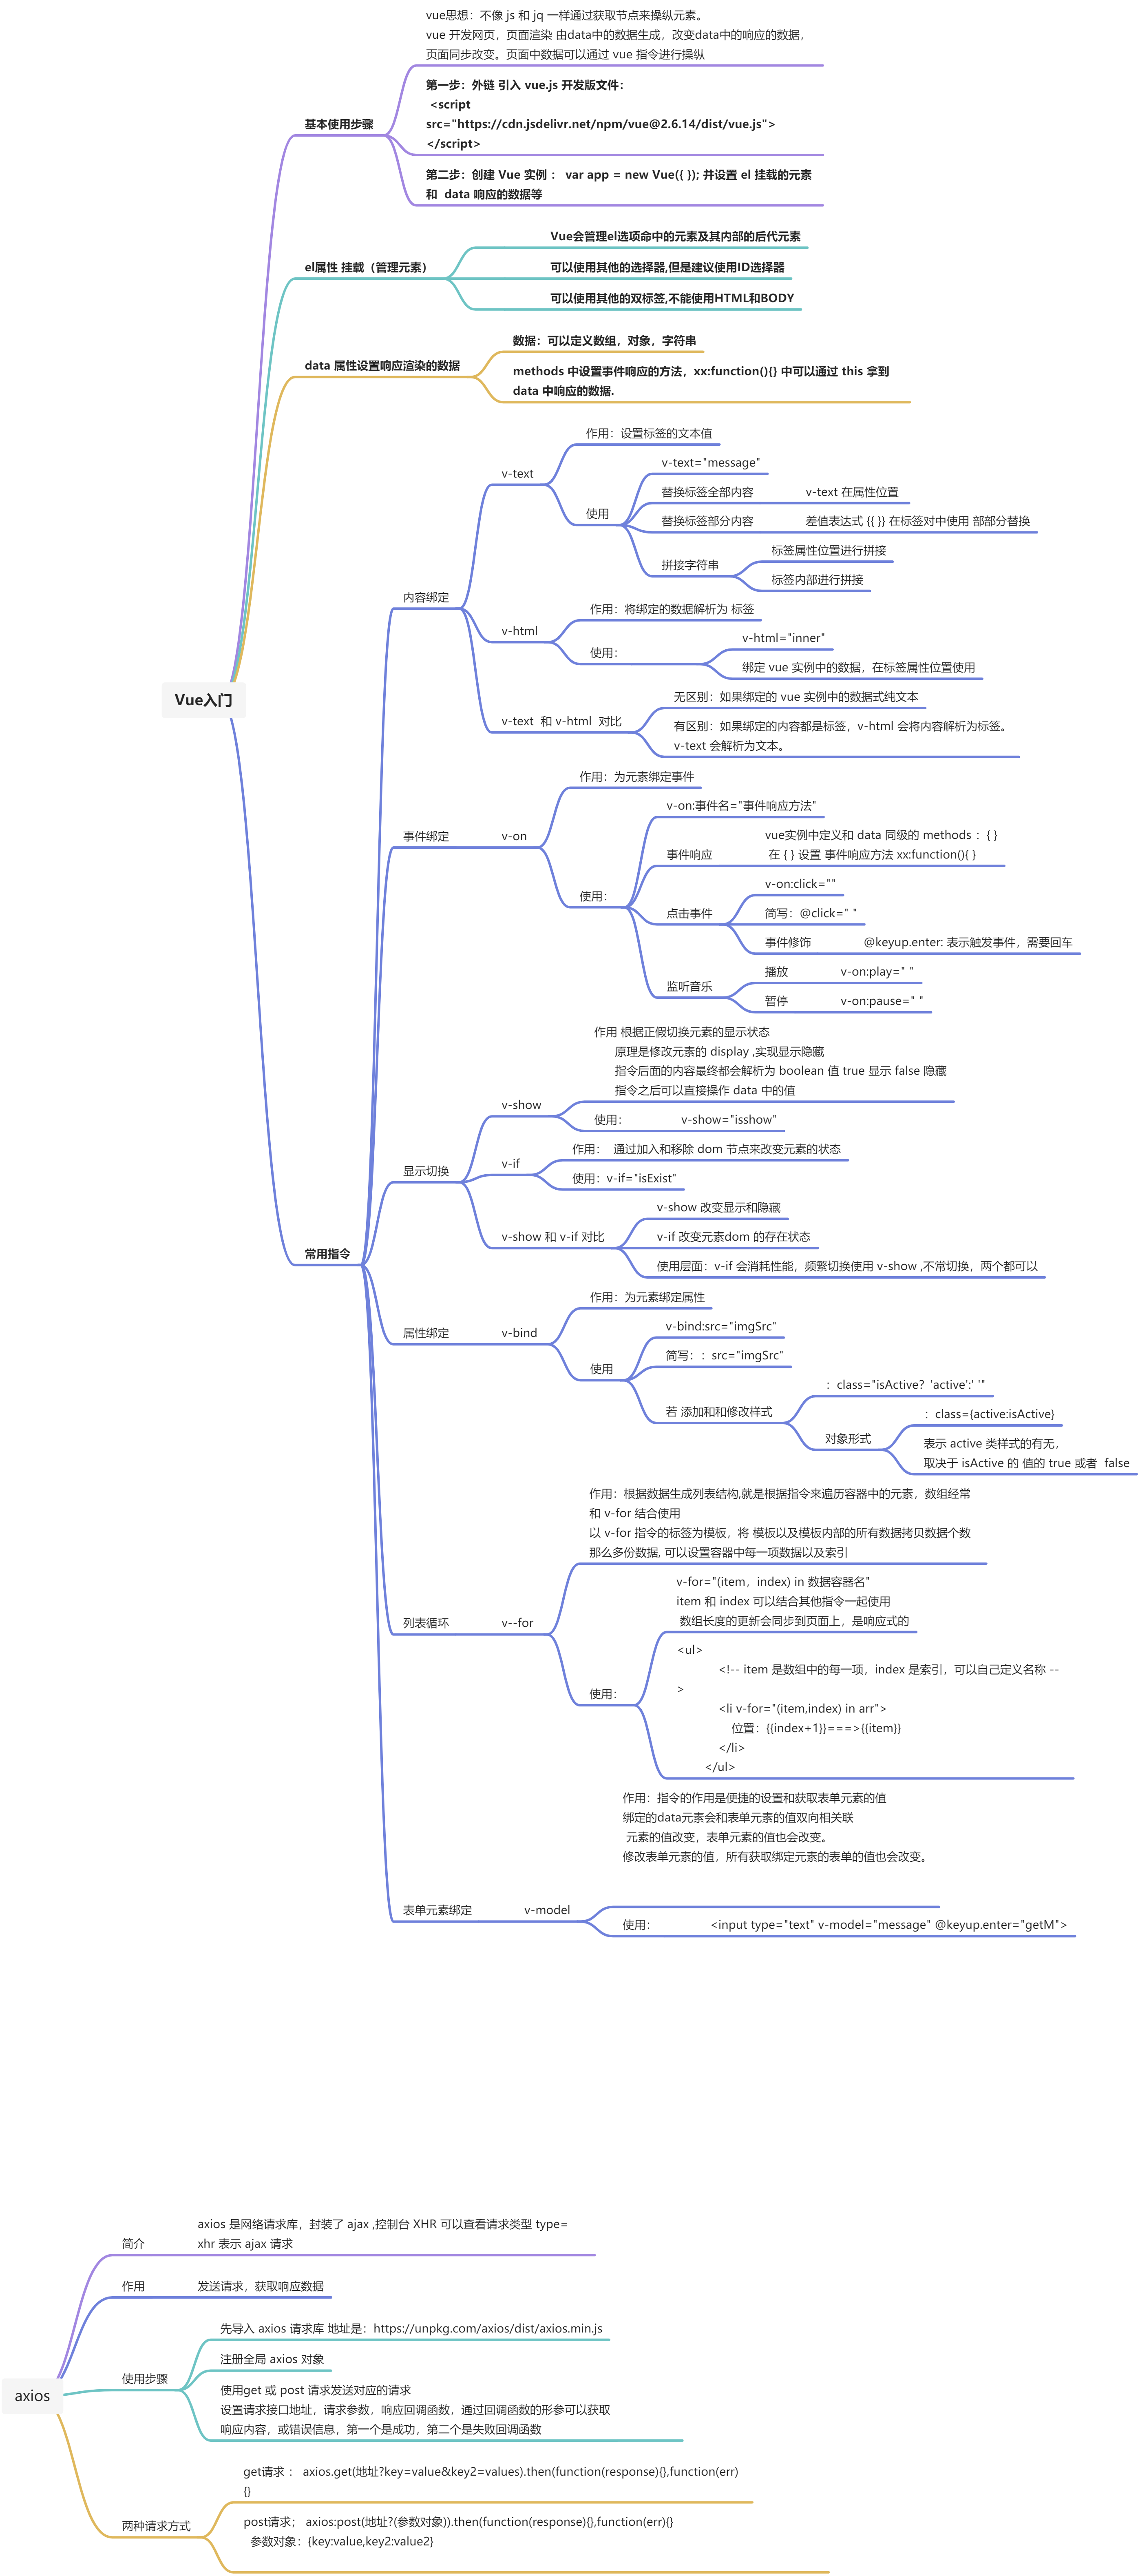 vue思想：不像 js 和 jq 一样通过获取节点来操纵元素。
vue 开发网页，页面渲染 由data中的数据生成，改变data中的响应的数据，
页面同步改变。页面中数据可以通过 vue 指令进行操纵
第一步：外链 引入 vue.js 开发版文件：
<script
src="https://cdn.jsdelivr.net/npm/vue@2.6.14/dist/vue.js">
</script>
基本使用步骤
第二步：创建 Vue 实例 ： var app = new Vue({ }); 并设置 el 挂载的元素
和 data 响应的数据等
Vue会管理el选项命中的元素及其内部的后代元素
el属性 挂载（管理元素）
可以使用其他的选择器,但是建议使用ID选择器
可以使用其他的双标签,不能使用HTML和BODY
数据：可以定义数组，对象，字符串
data 属性设置响应渲染的数据
methods 中设置事件响应的方法，xx:function(){} 中可以通过 this 拿到
data 中响应的数据.
作用：设置标签的文本值
v-text
v-text="message"
使用
替换标签全部内容
v-text 在属性位置
替换标签部分内容
差值表达式 {{ }} 在标签对中使用 部部分替换
拼接字符串
标签属性位置进行拼接
标签内部进行拼接
内容绑定
作用：将绑定的数据解析为 标签
v-html
使用：
v-html="inner"
绑定 vue 实例中的数据，在标签属性位置使用
v-text 和 v-html 对比
无区别：如果绑定的 vue 实例中的数据式纯文本
有区别：如果绑定的内容都是标签，v-html 会将内容解析为标签。
v-text 会解析为文本。
Vue入门
作用：为元素绑定事件
事件绑定
v-on
v-on:事件名="事件响应方法"
事件响应
vue实例中定义和 data 同级的 methods ：{ }
在 { } 设置 事件响应方法 xx:function(){ }
使用：
点击事件
v-on:click=""
简写：@click=" "
事件修饰
@keyup.enter: 表示触发事件，需要回车
监听音乐
播放
v-on:play=" "
暂停
v-on:pause=" "
作用 根据正假切换元素的显示状态
原理是修改元素的 display ,实现显示隐藏
指令后面的内容最终都会解析为 boolean 值 true 显示 false 隐藏
指令之后可以直接操作 data 中的值
v-show
使用：
v-show="isshow"
显示切换
v-if
作用： 通过加入和移除 dom 节点来改变元素的状态
使用：v-if="isExist"
v-show 和 v-if 对比
v-show 改变显示和隐藏
v-if 改变元素dom 的存在状态
使用层面：v-if 会消耗性能，频繁切换使用 v-show ,不常切换，两个都可以
常用指令
作用：为元素绑定属性
属性绑定
v-bind
v-bind:src="imgSrc"
使用
简写：：src="imgSrc"
若 添加和和修改样式
：class="isActive？'active':' '"
对象形式
：class={active:isActive}
表示 active 类样式的有无，
取决于 isActive 的 值的 true 或者 false
作用：根据数据生成列表结构,就是根据指令来遍历容器中的元素，数组经常
和 v-for 结合使用
以 v-for 指令的标签为模板，将 模板以及模板内部的所有数据拷贝数据个数
那么多份数据, 可以设置容器中每一项数据以及索引
列表循环
v--for
v-for="(item，index) in 数据容器名"
item 和 index 可以结合其他指令一起使用
数组长度的更新会同步到页面上，是响应式的
使用：
<ul>
<!-- item 是数组中的每一项，index 是索引，可以自己定义名称 --
>
<li v-for="(item,index) in arr">
位置：{{index+1}}===>{{item}}
</li>
</ul>
作用：指令的作用是便捷的设置和获取表单元素的值
绑定的data元素会和表单元素的值双向相关联
元素的值改变，表单元素的值也会改变。
修改表单元素的值，所有获取绑定元素的表单的值也会改变。
表单元素绑定
v-model
使用：
<input type="text" v-model="message" @keyup.enter="getM">
axios 是网络请求库，封装了 ajax ,控制台 XHR 可以查看请求类型 type=
xhr 表示 ajax 请求
简介
作用
发送请求，获取响应数据
先导入 axios 请求库 地址是：https://unpkg.com/axios/dist/axios.min.js
注册全局 axios 对象
使用步骤
使用get 或 post 请求发送对应的请求
设置请求接口地址，请求参数，响应回调函数，通过回调函数的形参可以获取
响应内容，或错误信息，第一个是成功，第二个是失败回调函数
axios
get请求 ： axios.get(地址?key=value&key2=values).then(function(response){},function(err)
{}
两种请求方式
post请求； axios:post(地址?(参数对象)).then(function(response){},function(err){}
参数对象：{key:value,key2:value2}